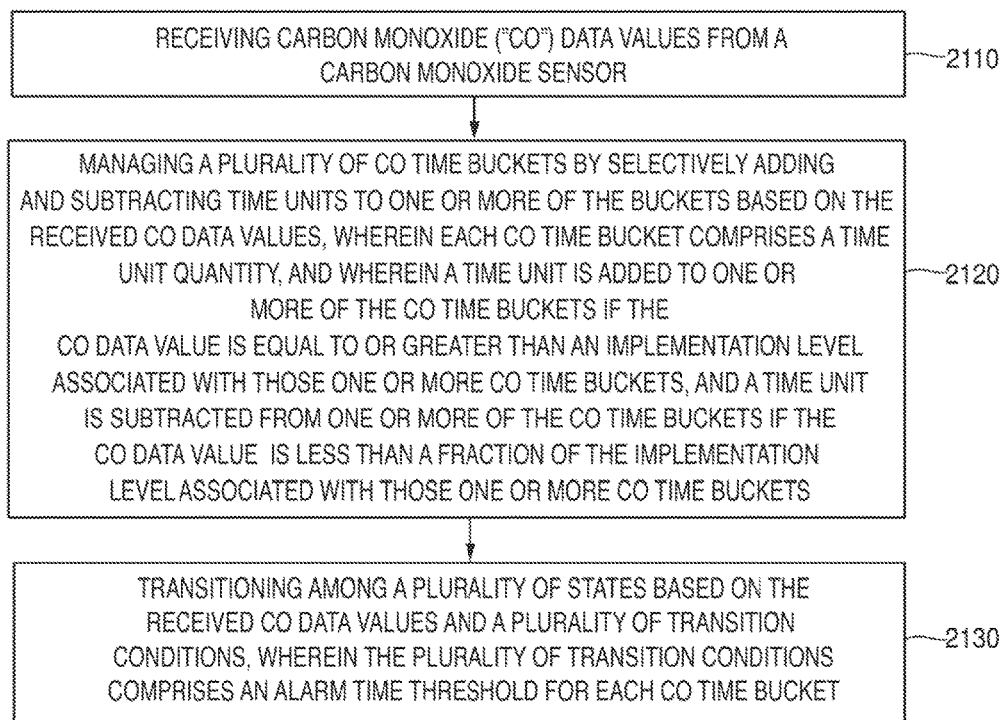 RECEIVING CARBON MONOXIDE ("CO") DATA VALUES FROM A
CARBON MONOXIDE SENSOR
2110
MANAGING A PLURALITY OF CO TIME BUCKETS BY SELECTIVELY ADDING
AND SUBTRACTING TIME UNITS TO ONE OR MORE OF THE BUCKETS BASED ON THE
RECEIVED CO DATA VALUES, WHEREIN EACH CO TIME BUCKET COMPRISES A TIME
UNIT QUANTITY, AND WHEREIN A TIME UNIT IS ADDED TO ONE OR
MORE OF THE CO TIME BUCKETS IF THE
CO DATA VALUE IS EQUAL TO OR GREATER THAN AN IMPLEMENTATION LEVEL
ASSOCIATED WITH THOSE ONE OR MORE CO TIME BUCKETS, AND A TIME UNIT
IS SUBTRACTED FROM ONE OR MORE OF THE CO TIME BUCKETS IF THE
CO DATA VALUE IS LESS THAN A FRACTION OF THE IMPLEMENTATION
LEVEL ASSOCIATED WITH THOSE ONE OR MORE CO TIME BUCKETS
2120
TRANSITIONING AMONG A PLURALITY OF STATES BASED ON THE
RECEIVED CO DATA VALUES AND A PLURALITY OF TRANSITION
CONDITIONS, WHEREIN THE PLURALITY OF TRANSITION CONDITIONS
COMPRISES AN ALARM TIME THRESHOLD FOR EACH CO TIME BUCKET
2130